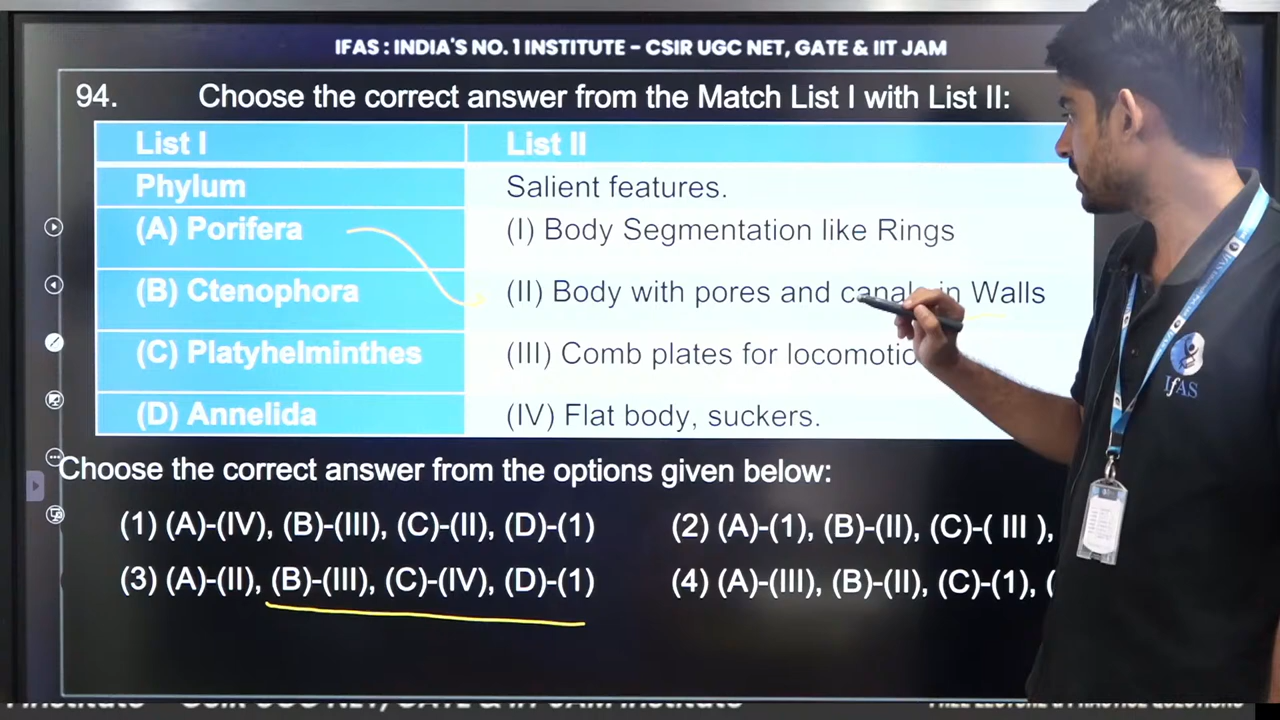 IFAS : INDIA'S NO. 1 INSTITUTE - CSIR UGC NET, GATE & IIT JAM
94. Choose the correct answer from the Match List I with List II:
List I List II
Phylum Salient features.
(A) Porifera (I) Body Segmentation like Rings
(B) Ctenophora (II) Body with pores and canals in Walls
(C) Platyhelminthes (III) Comb plates for
(D) Annelida (IV) Flat body, suckers.
Choose the correct answer from the options given below:
(1) (A)-(IV), (B)-(III), (C)-(II), (D)-(1) (2) (A)-(1), (B)-(II), (C)-( III ),
(3) (A)-(II), (B)-(III), (C)-(IV), (D)-(1) (4) (A)-(III), (B)-(II), (C)-(1), (
IfAS